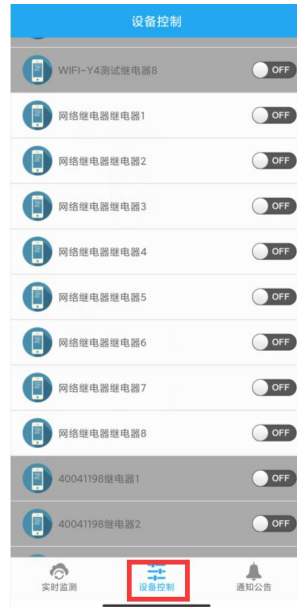 设备控制
WIFI-Y4测试继电器8 OFF
网络继电器继电器1 OFF
网络继电器继电器2 OFF
网络继电器继电器3 OFF
网络继电器继电器4 OFF
网络继电器继电器5 OFF
网络继电器继电器6 OFF
网络继电器继电器7 OFF
网络继电器继电器8 OFF
40041198继电器1 OFF
40041198继电器2 OFF
实时监测 设备控制 通知公告